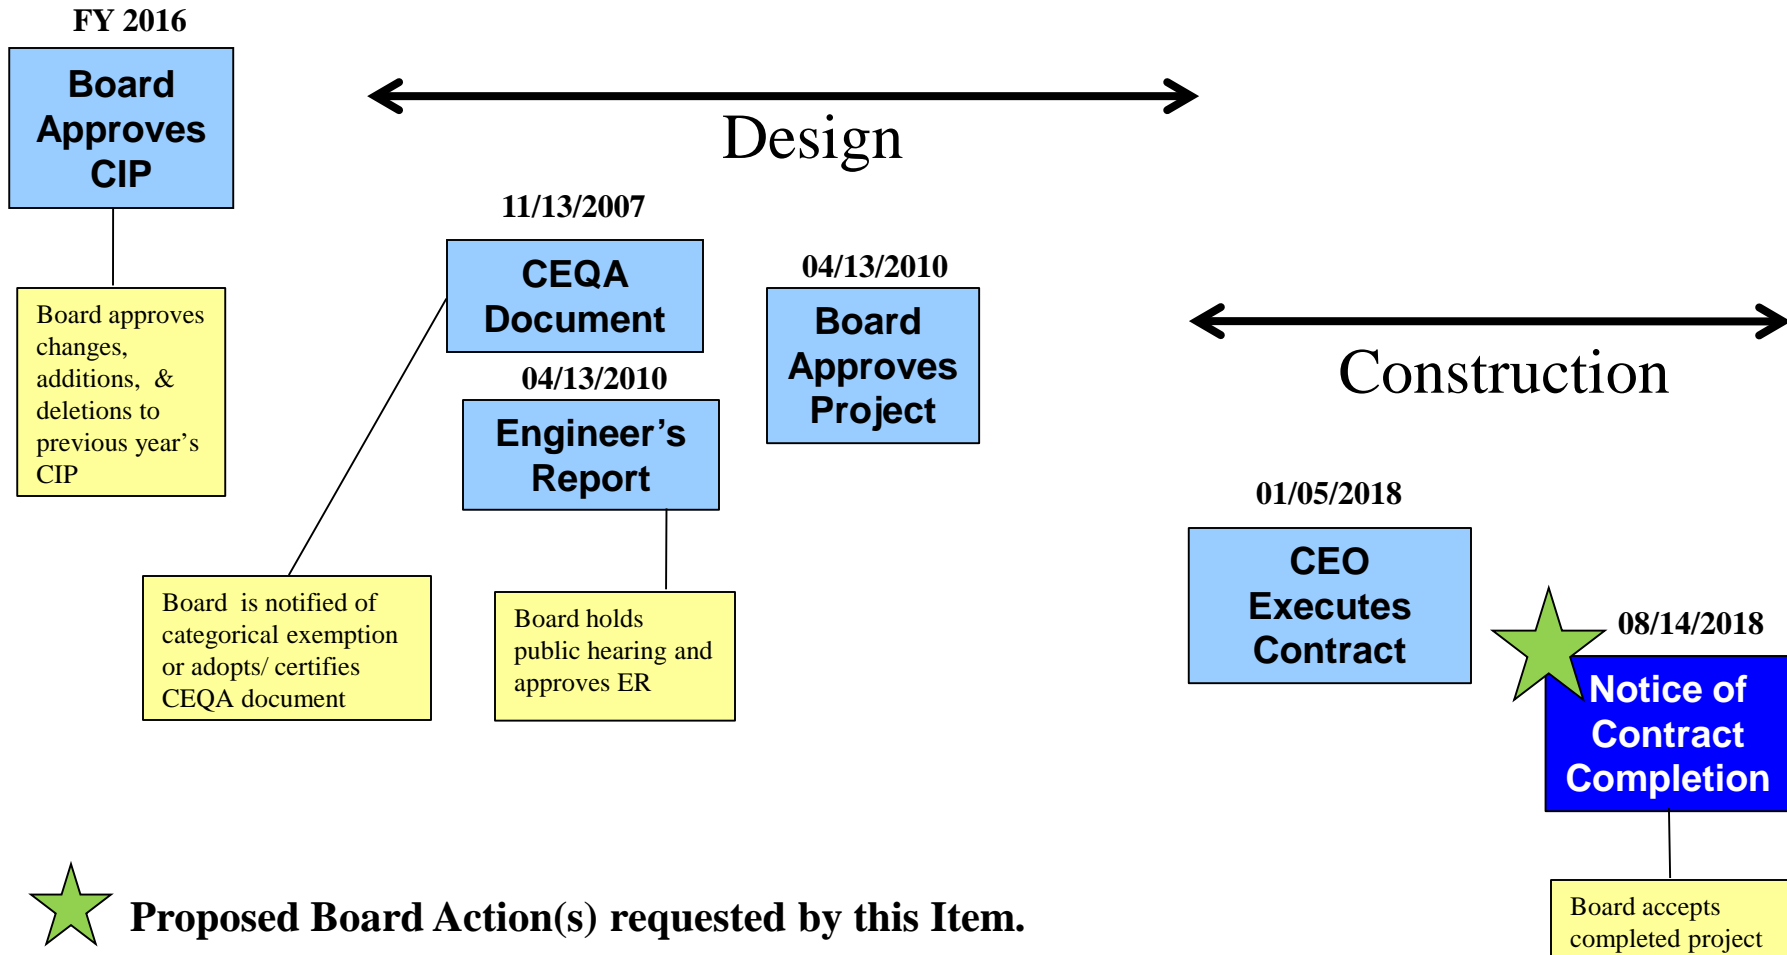 FY 2016
Board
Approves
CIP
Board approves
changes,
additions, &
deletions to
previous year’s
CIP
Design
11/13/2007
CEQA
Document
Board is notified of
categorical exemption
or adopts/ certifies
CEQA document
04/13/2010
Engineer’s
Report
Board holds
public hearing and
approves ER
04/13/2010
Board
Approves
Project
Construction
01/05/2018
CEO
Executes
Contract
08/14/2018
Notice of
Contract
Completion
Board accepts
completed project
Proposed Board Action(s) requested by this Item.